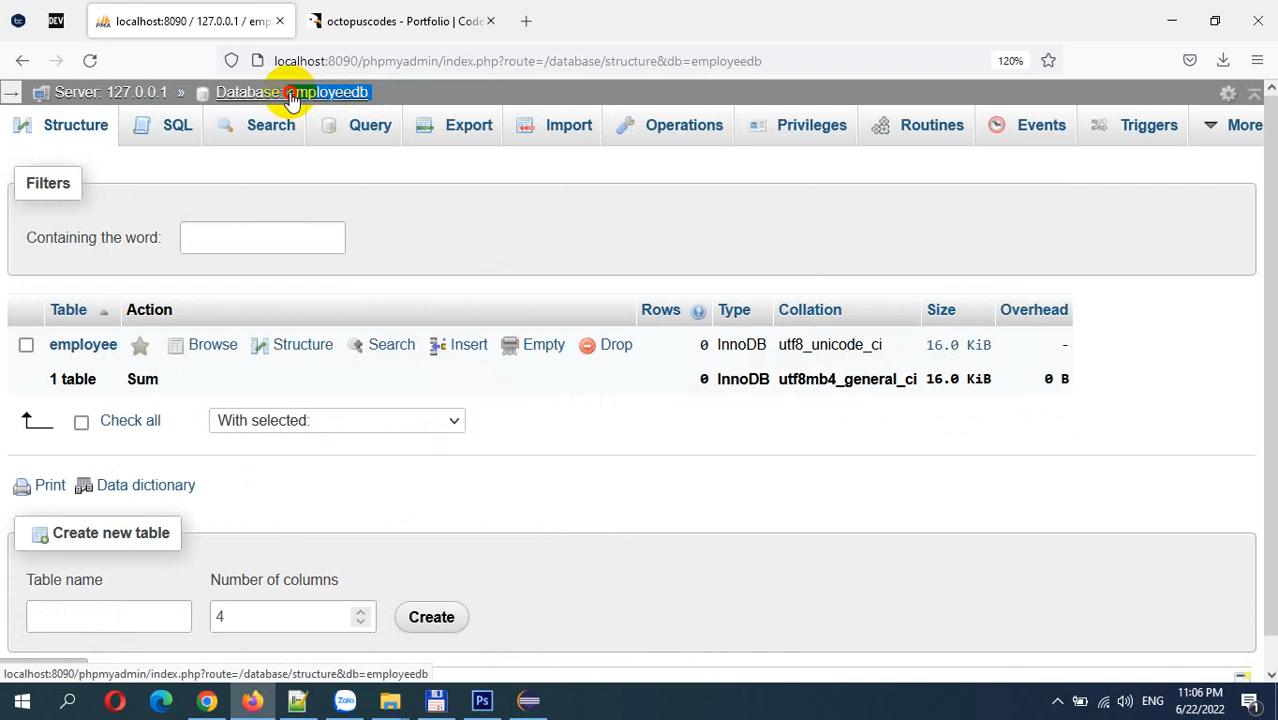 DEV
localhost:8090 / 127.0.0.1 / emp
octopuscodes - Portfolio | Codec
localhost:8090/phpmyadmin/index.php?route=/database/structure&db=employeedb
120%
Server: 127.0.0.1 » Database: employeedb
Structure SQL Search Query Export Import Operations Privileges Routines Events Triggers More
Filters
Containing the word:
Table Action Rows Type Collation Size Overhead
employee Browse Structure Search Insert Empty Drop 0 InnoDB utf8_unicode_ci 16.0 KiB -
1 table Sum 0 InnoDB utf8mb4_general_ci 16.0 KiB 0 B
Check all With selected:
Print Data dictionary
Create new table
Table name Number of columns
4 Create
localhost:8090/phpmyadmin/index.php?route=/database/structure&db=employeedb
Zalo Ps ENG 11:06 PM
6/22/2022